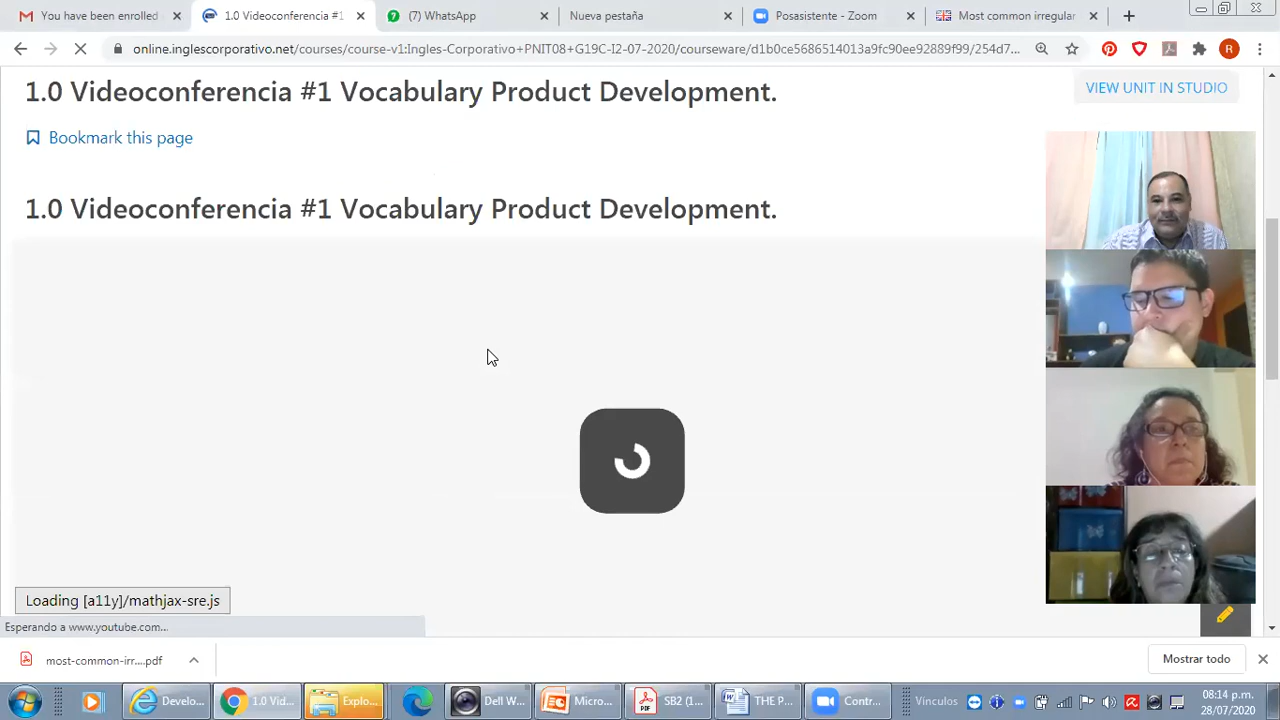 You have been enrolled
1.0 Videoconferencia #1
(7) WhatsApp
Nueva pestaña
Posasistente - Zoom
Most common irregular
online.inglescorporativo.net/courses/course-v1:Ingles-Corporativo+PNIT08+G19C-I2-07-2020/courseware/d1b0ce5686514013a9fc90ee92889f99/254d7...
R
1.0 Videoconferencia #1 Vocabulary Product Development.
VIEW UNIT IN STUDIO
Bookmark this page
1.0 Videoconferencia #1 Vocabulary Product Development.
Loading [a11y]/mathjax-sre.js
Esperando a www.youtube.com...
most-common-irr....pdf
Mostrar todo
Develo...
1.0 Vid...
Explo...
Dell W...
Micro...
SB2 (1...
THE P...
Contr...
Vínculos
08:14 p.m.
28/07/2020